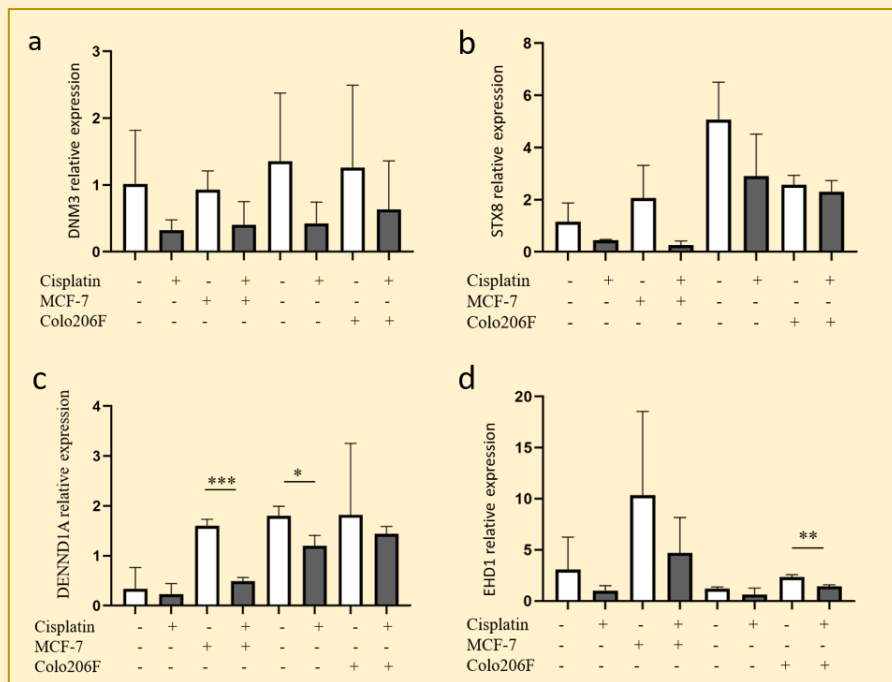 a
3
2
1
0
DNM3 relative expression
Cisplatin - + - + - + - +
MCF-7 - - + + - - - -
Colo206F - - - - - - + +
b
8
6
4
2
0
STX8 relative expression
Cisplatin - + - + - + - +
MCF-7 - - + + - - - -
Colo206F - - - - - - + +
c
4
3
2
1
0
DENND1A relative expression
*** *
Cisplatin - + - + - + - +
MCF-7 - - + + - - - -
Colo206F - - - - - - + +
d
20
15
10
5
0
EHD1 relative expression
**
Cisplatin - + - + - + - +
MCF-7 - - + + - - - -
Colo206F - - - - - - + +